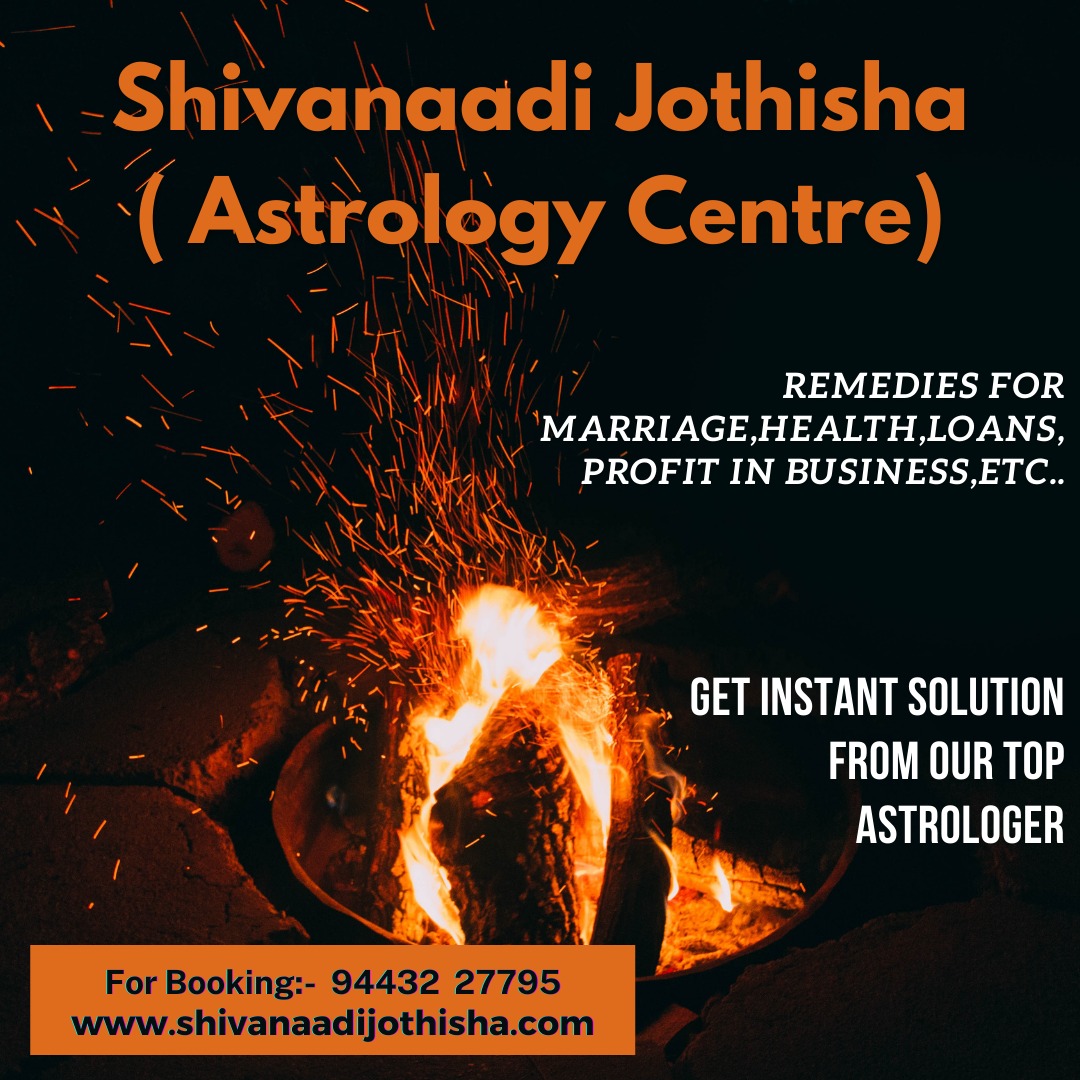 Shivanaadi Jothisha
( Astrology Centre)
REMEDIES FOR
MARRIAGE,HEALTH,LOANS,
PROFIT IN BUSINESS,ETC..
GET INSTANT SOLUTION
FROM OUR TOP
ASTROLOGER
For Booking:- 94432 27795
www.shivanaadijothisha.com